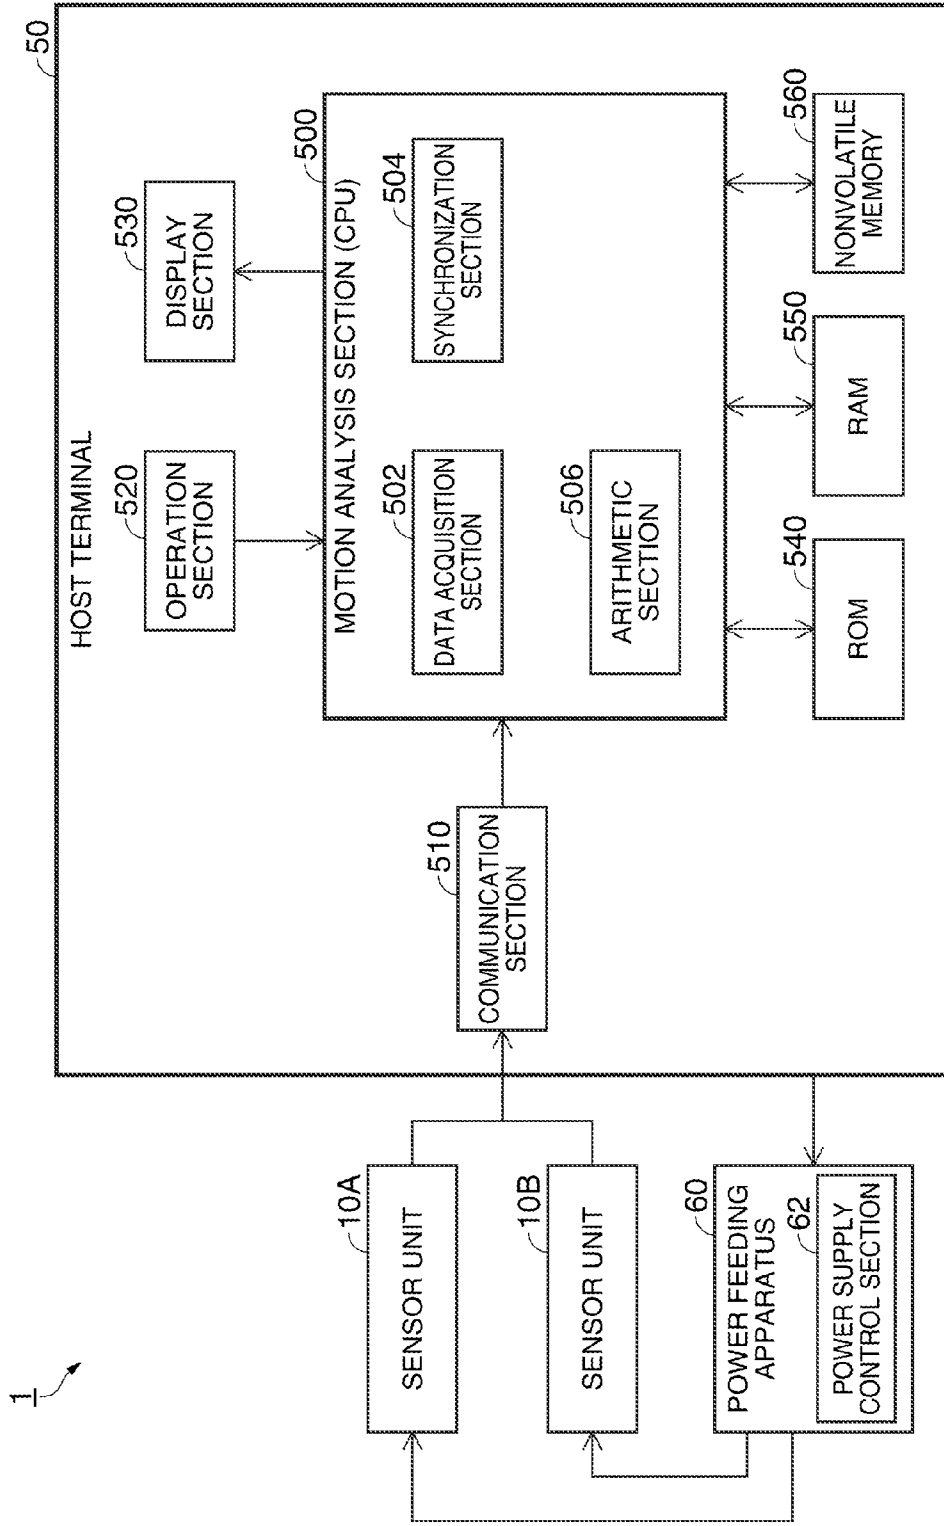 1
HOST TERMINAL
50
10A
SENSOR UNIT
10B
SENSOR UNIT
60
POWER FEEDING
APPARATUS
62
POWER SUPPLY
CONTROL SECTION
510
COMMUNICATION
SECTION
520
OPERATION
SECTION
530
DISPLAY
SECTION
MOTION ANALYSIS SECTION (CPU)
500
502
DATA ACQUISITION
SECTION
504
SYNCHRONIZATION
SECTION
506
ARITHMETIC
SECTION
540
ROM
550
RAM
560
NONVOLATILE
MEMORY